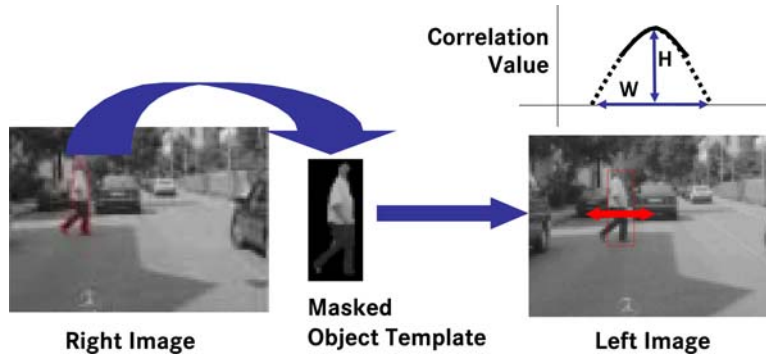 Correlation
Value
H
W
Masked
Object Template
Right Image
Left Image